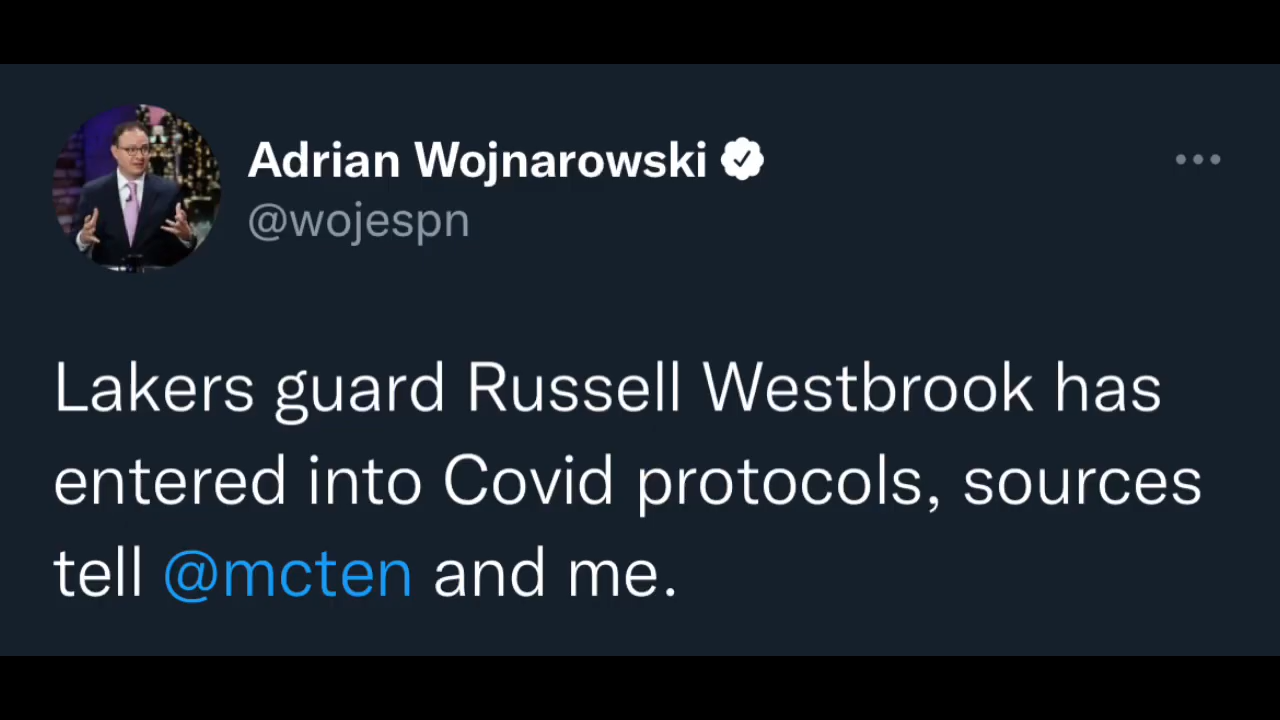 Adrian Wojnarowski
@wojespn
Lakers guard Russell Westbrook has
entered into Covid protocols, sources
tell @mcten and me.